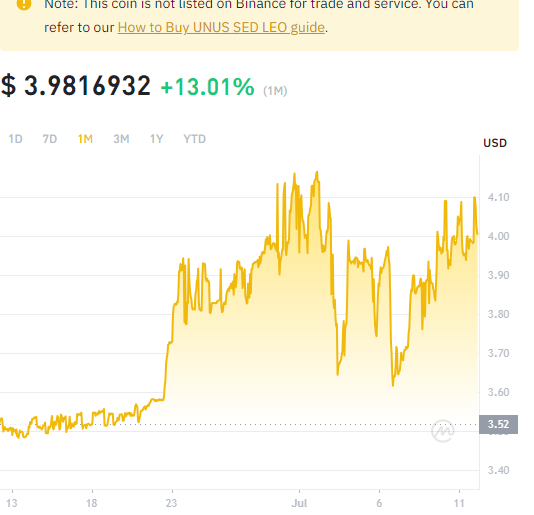 Note: This coin is not listed on Binance for trade and service. You can
refer to our How to Buy UNUS SED LEO guide.
$ 3.9816932 +13.01% (1M)
1D 7D 1M 3M 1Y YTD
USD
4.10
4.00
3.90
3.80
3.70
3.60
3.52
3.40
13 18 23 Jul 6 11